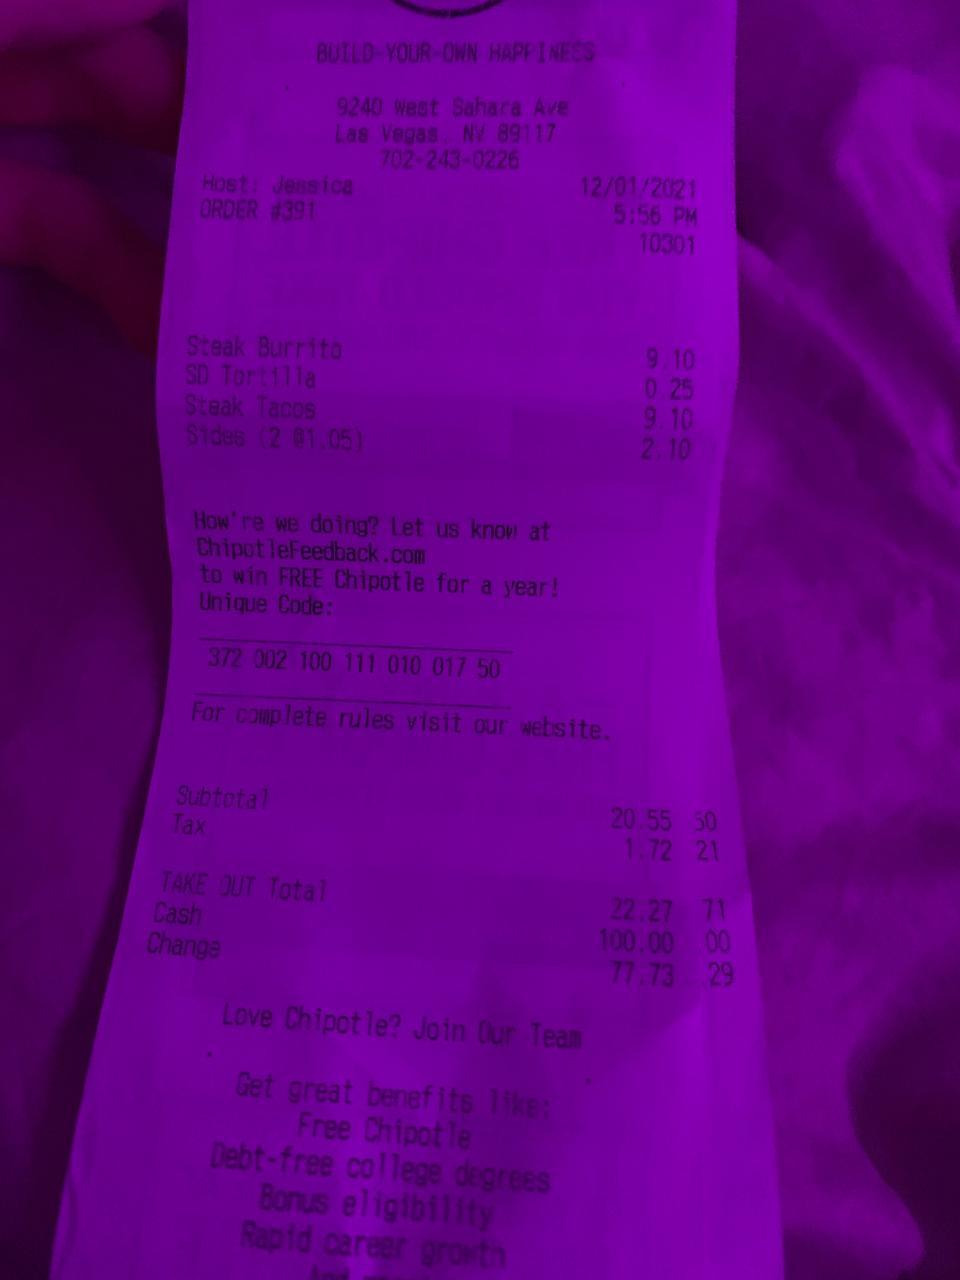 BUILD-YOUR-OWN HAPPINESS
9240 west Sahara Ave
Las Vegas, NV 89117
702-243-0226
Host: Jessica 12/01/2021
ORDER #391 5:56 PM
10301
Steak Burrito 9.10
SD Tortilla 0.25
Steak Tacos 9.10
Sides (2 @1.05) 2.10
How're we doing? Let us know at
ChipotleFeedback.com
to win FREE Chipotle for a year!
Unique Code:
372 002 100 111 010 017 50
For complete rules visit our website.
Subtotal 20.55 50
Tax 1.72 21
TAKE OUT Total 22.27 71
Cash 100.00 00
Change 77.73 29
Love Chipotle? Join Our Team
Get great benefits like:
Free Chipotle
Debt-free college degrees
Bonus eligibility
Rapid career growth
And